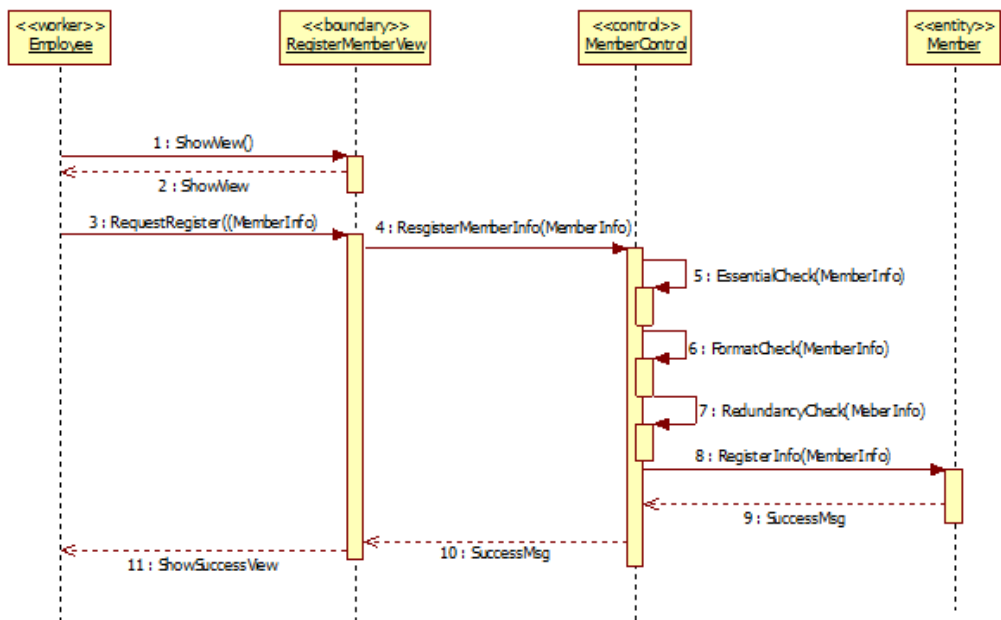 <<worker>>
Employee
<<boundary>>
RegisterMemberView
<<control>>
MemberControl
<<entity>>
Member
1 : ShowView()
2 : ShowView
3 : RequestRegister((MemberInfo)
4 : ResgisterMemberInfo(MemberInfo)
5 : EssentialCheck(MemberInfo)
6 : FormatCheck(MemberInfo)
7 : RedundancyCheck(MeberInfo)
8 : RegisterInfo(MemberInfo)
9 : SuccessMsg
10 : SuccessMsg
11 : ShowSuccessView